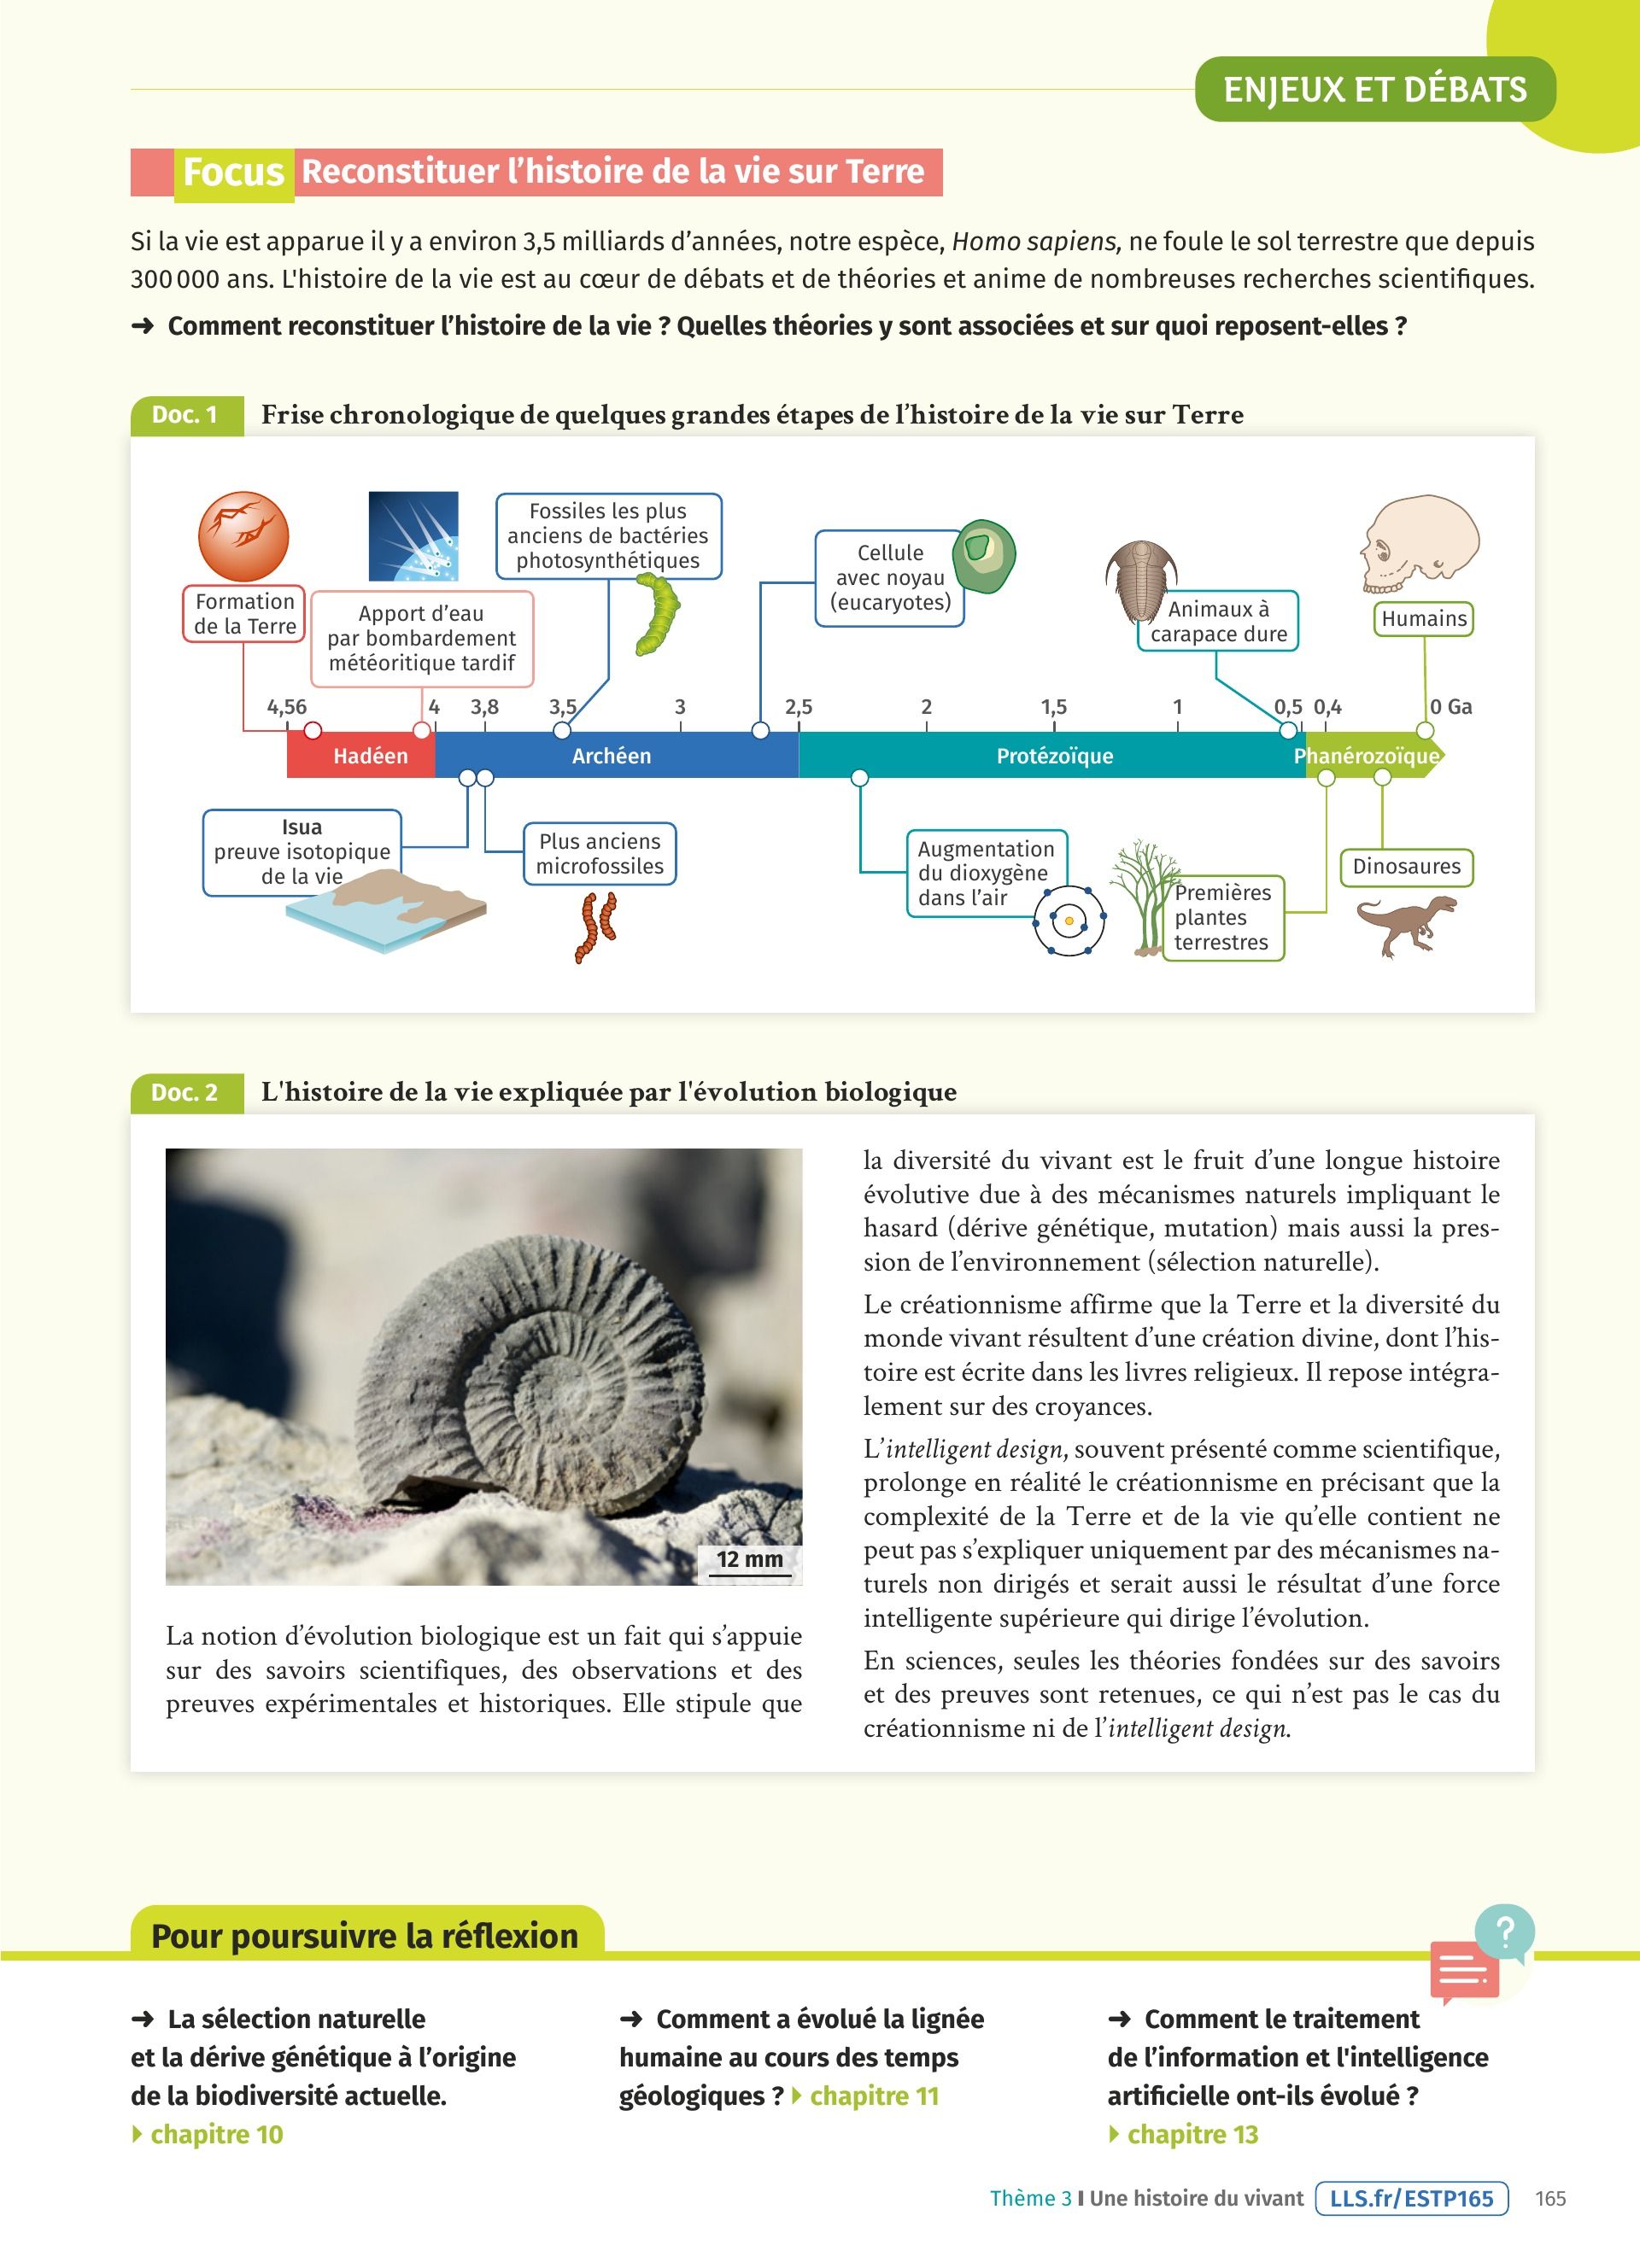 ENJEUX ET DÉBATS
Focus Reconstituer l’histoire de la vie sur Terre
Si la vie est apparue il y a environ 3,5 milliards d’années, notre espèce, Homo sapiens, ne foule le sol terrestre que depuis
300 000 ans. L'histoire de la vie est au cœur de débats et de théories et anime de nombreuses recherches scientifiques.
➜ Comment reconstituer l’histoire de la vie ? Quelles théories y sont associées et sur quoi reposent-elles ?
Doc. 1 Frise chronologique de quelques grandes étapes de l’histoire de la vie sur Terre
Formation
de la Terre
Apport d’eau
par bombardement
météoritique tardif
Fossiles les plus
anciens de bactéries
photosynthétiques
Cellule
avec noyau
(eucaryotes)
Animaux à
carapace dure
Humains
4,56 4 3,8 3,5 3 2,5 2 1,5 1 0,5 0,4 0 Ga
Hadéen Archéen Protézoïque Phanérozoïque
Isua
preuve isotopique
de la vie
Plus anciens
microfossiles
Augmentation
du dioxygène
dans l’air
Premières
plantes
terrestres
Dinosaures
Doc. 2 L'histoire de la vie expliquée par l'évolution biologique
12 mm
La notion d’évolution biologique est un fait qui s’appuie
sur des savoirs scientifiques, des observations et des
preuves expérimentales et historiques. Elle stipule que
la diversité du vivant est le fruit d’une longue histoire
évolutive due à des mécanismes naturels impliquant le
hasard (dérive génétique, mutation) mais aussi la pres-
sion de l’environnement (sélection naturelle).
Le créationnisme affirme que la Terre et la diversité du
monde vivant résultent d’une création divine, dont l’his-
toire est écrite dans les livres religieux. Il repose intégra-
lement sur des croyances.
L’intelligent design, souvent présenté comme scientifique,
prolonge en réalité le créationnisme en précisant que la
complexité de la Terre et de la vie qu’elle contient ne
peut pas s’expliquer uniquement par des mécanismes na-
turels non dirigés et serait aussi le résultat d’une force
intelligente supérieure qui dirige l’évolution.
En sciences, seules les théories fondées sur des savoirs
et des preuves sont retenues, ce qui n’est pas le cas du
créationnisme ni de l’intelligent design.
Pour poursuivre la réflexion
?
➜ La sélection naturelle
et la dérive génétique à l’origine
de la biodiversité actuelle.
chapitre 10
➜ Comment a évolué la lignée
humaine au cours des temps
géologiques ? chapitre 11
➜ Comment le traitement
de l’information et l'intelligence
artificielle ont-ils évolué ?
chapitre 13
Thème 3 I Une histoire du vivant LLS.fr/ESTP165 165